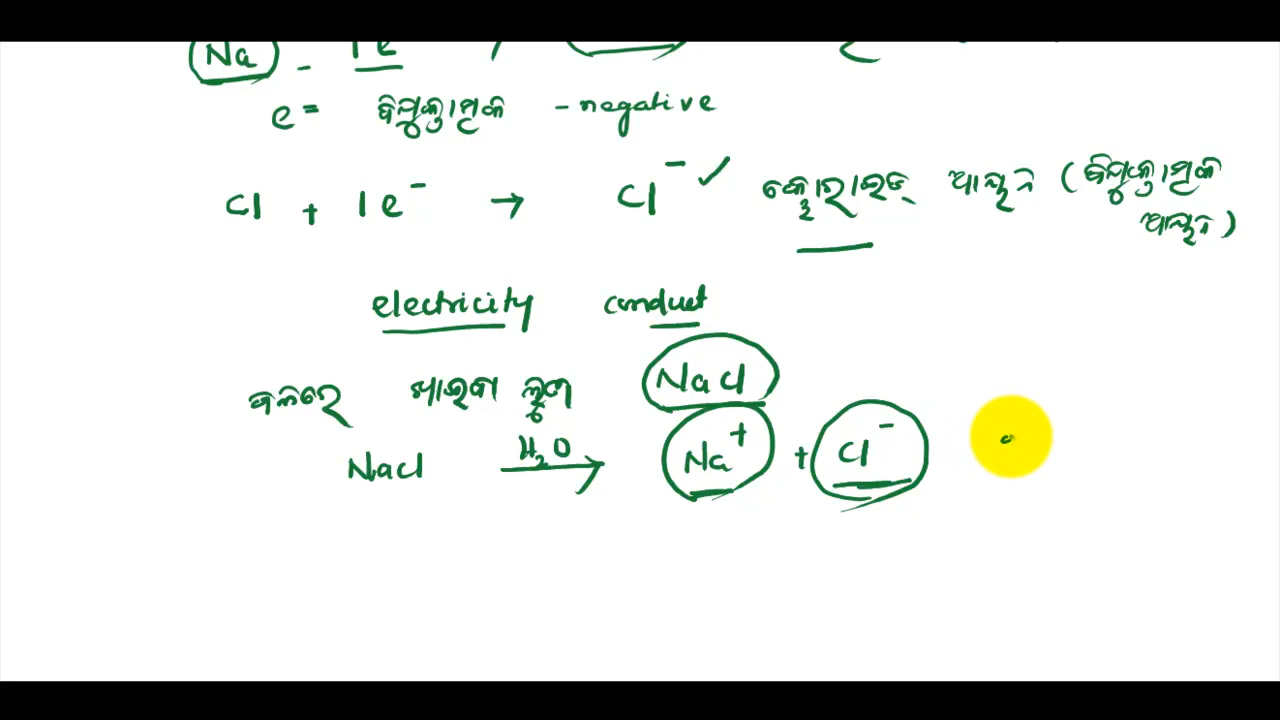 Na - 1e
e = ବିଯୁକ୍ତାତ୍ମକ - negative
Cl + 1e⁻ → Cl⁻ ✓ କ୍ଲୋରାଇଡ୍ ଆୟନ (ବିଯୁକ୍ତାତ୍ମକ
ଆୟନ)
electricity conduct
ଜଳରେ ଖାଇବା ଲୁଣ NaCl
NaCl H₂O → Na⁺ + Cl⁻